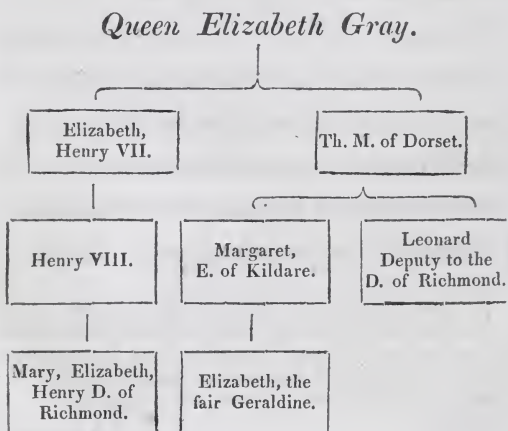 Queen Elizabeth Gray.
Elizabeth,
Henry VII.
Th. M. of Dorset.
Henry VIII.
Margaret,
E. of Kildare.
Leonard
Deputy to the
D. of Richmond.
Mary, Elizabeth,
Henry D. of
Richmond.
Elizabeth, the
fair Geraldine.